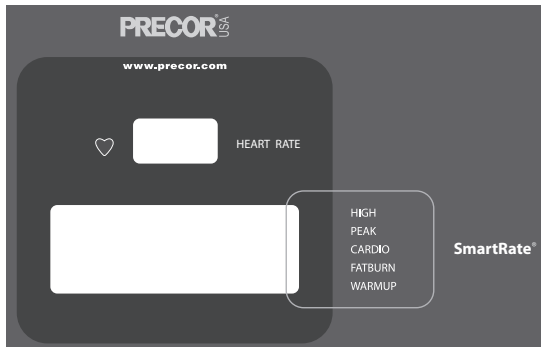 PRECOR® USA
www.precor.com
HEART RATE
HIGH
PEAK
CARDIO
SmartRate®
FATBURN
WARMUP